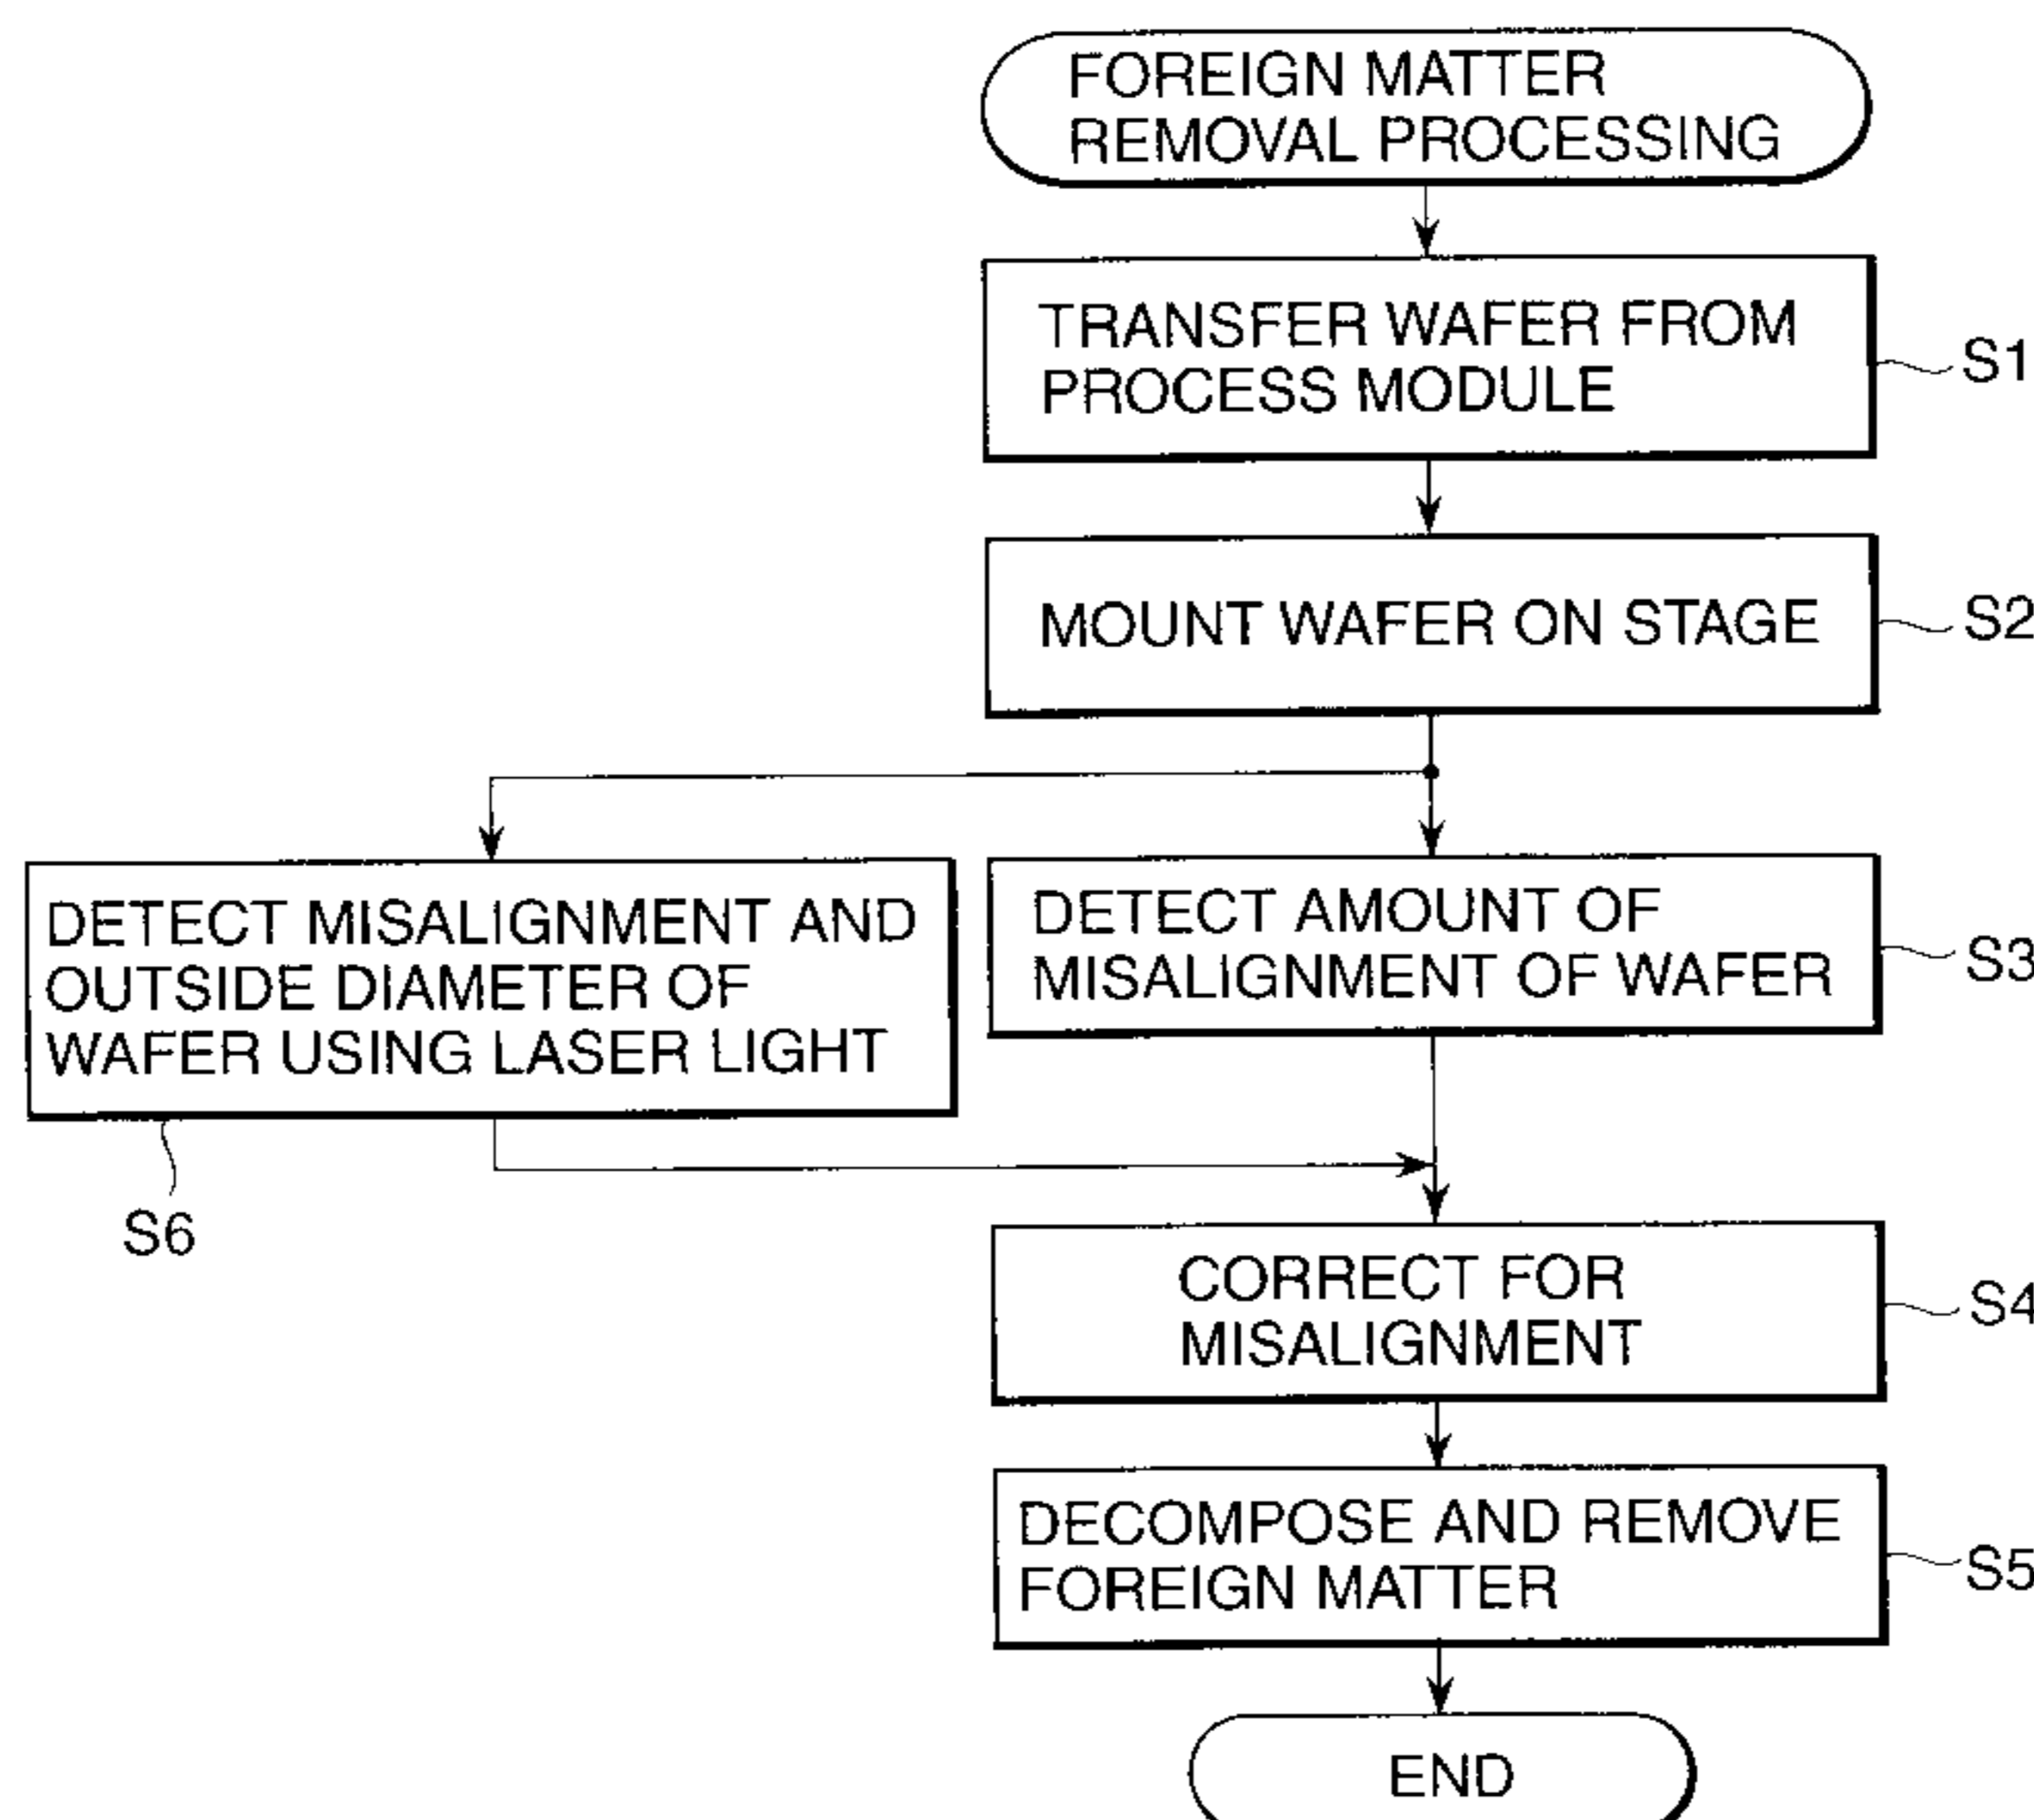 FOREIGN MATTER
REMOVAL PROCESSING
TRANSFER WAFER FROM
PROCESS MODULE
S1
MOUNT WAFER ON STAGE
S2
DETECT MISALIGNMENT AND
OUTSIDE DIAMETER OF
WAFER USING LASER LIGHT
S6
DETECT AMOUNT OF
MISALIGNMENT OF WAFER
S3
CORRECT FOR
MISALIGNMENT
S4
DECOMPOSE AND REMOVE
FOREIGN MATTER
S5
END